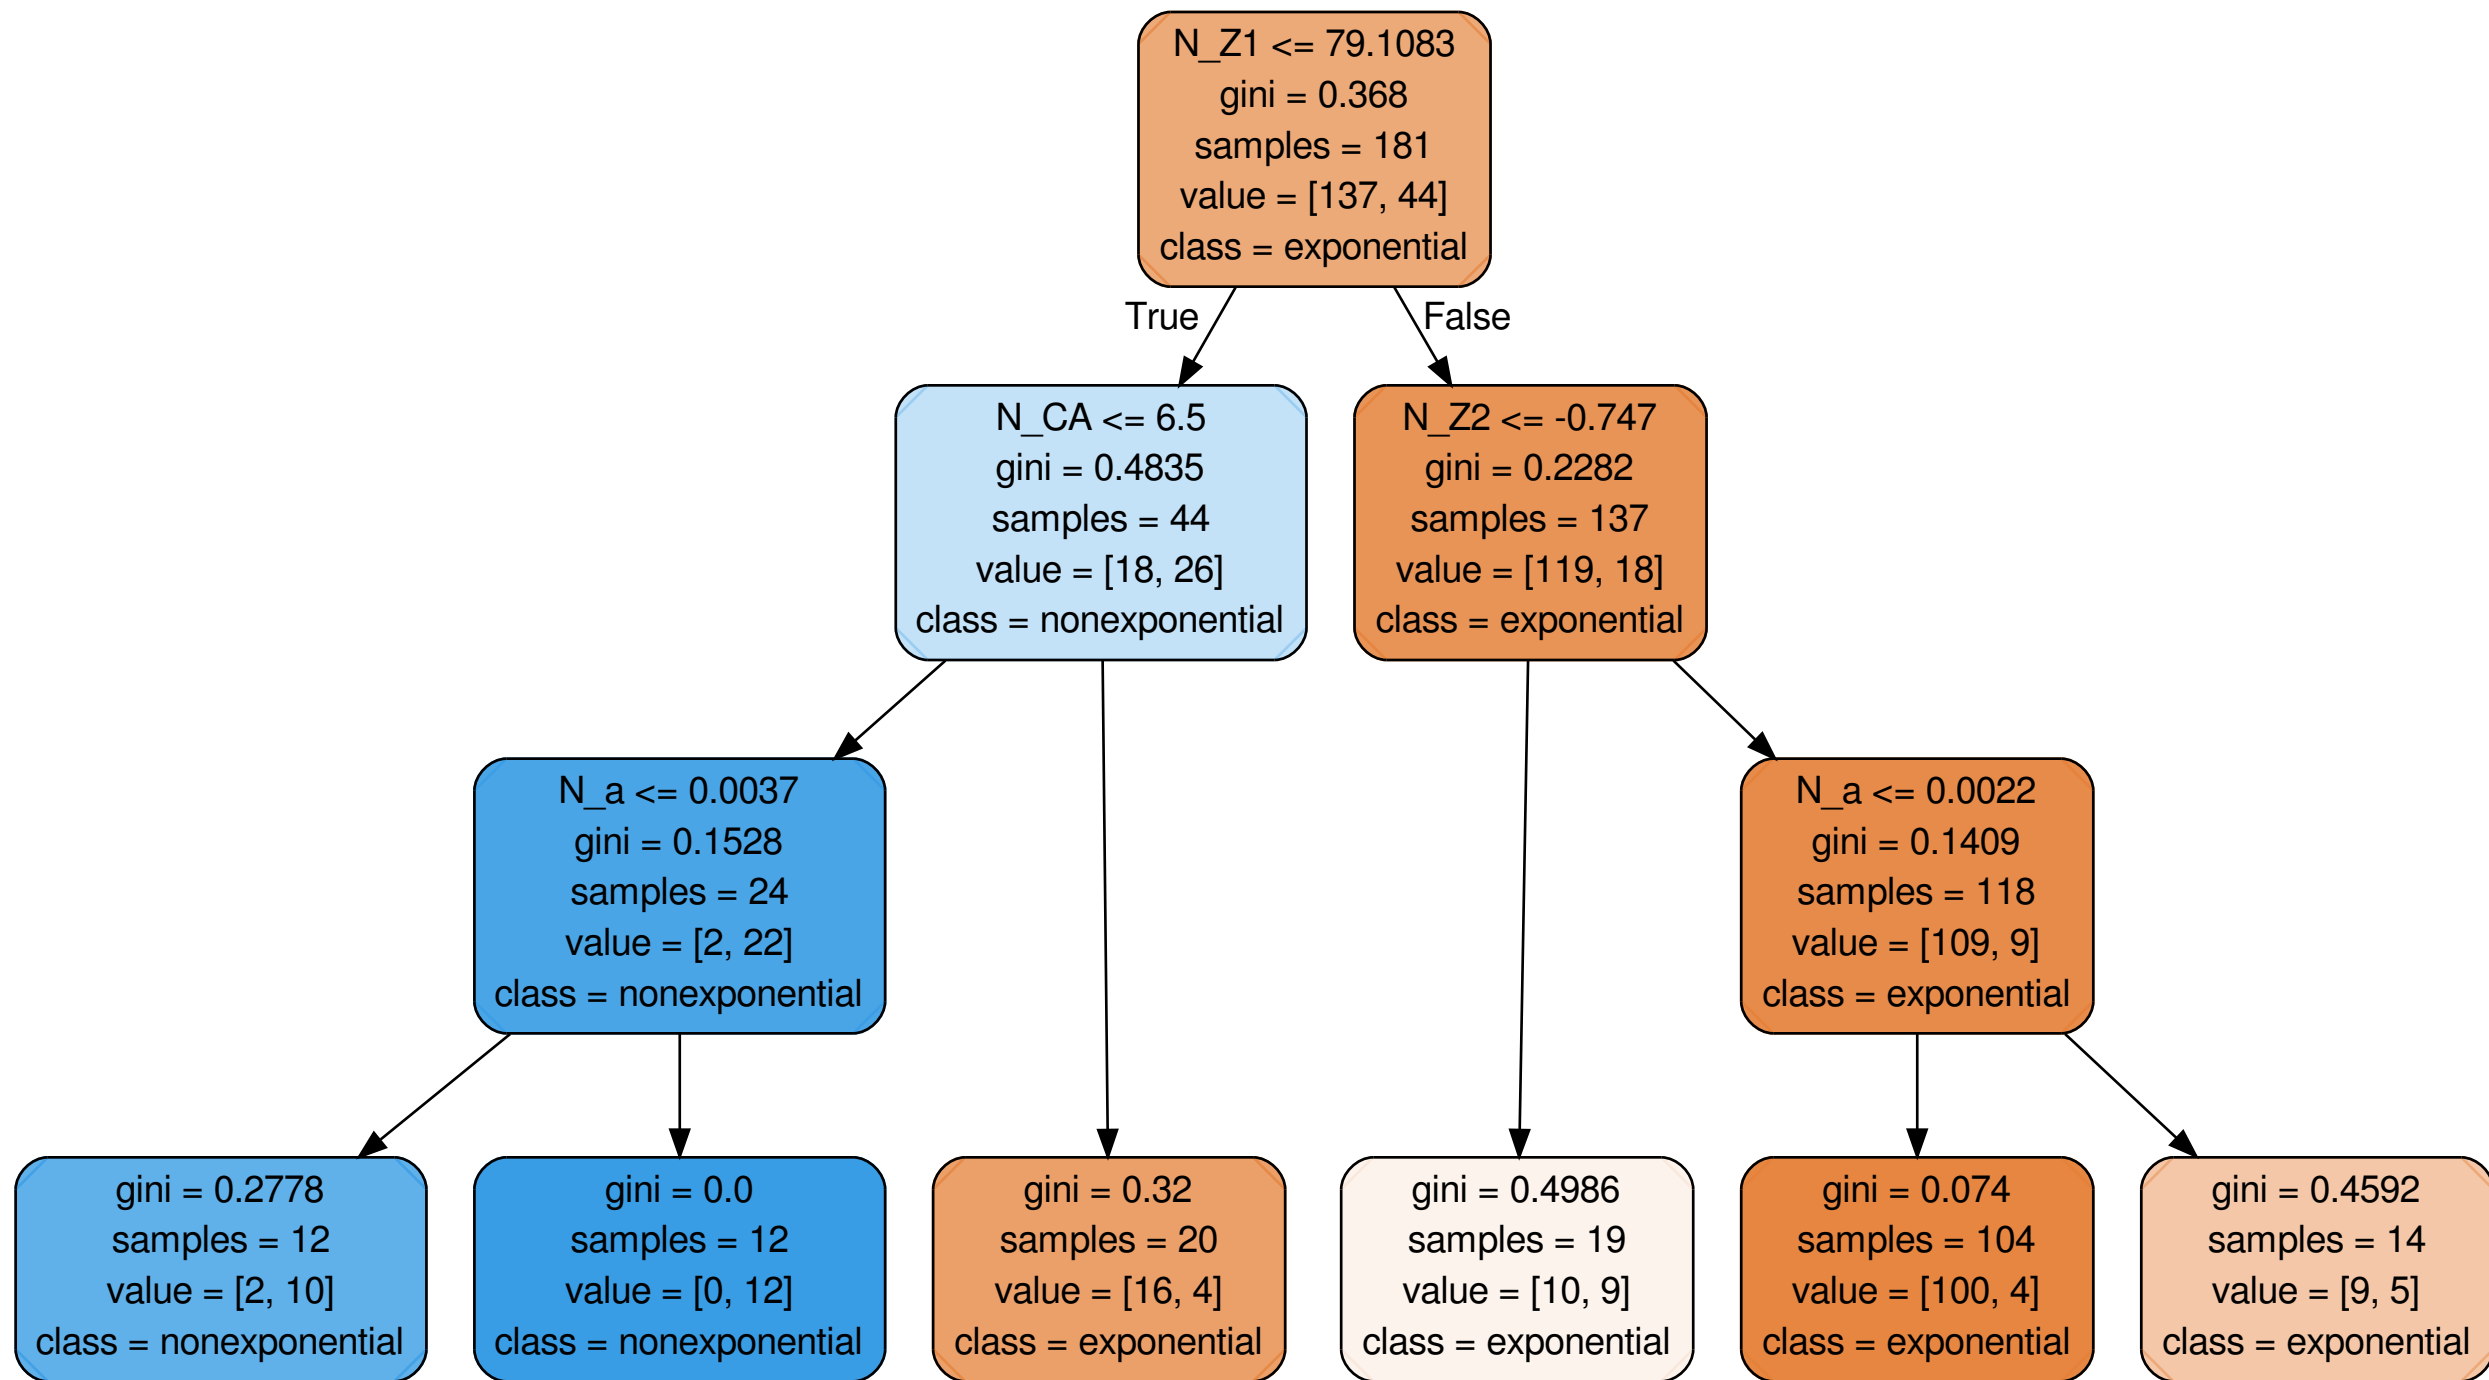 N_Z1 <= 79.1083
gini = 0.368
samples = 181
value = [137, 44]
class = exponential
True
False
N_CA <= 6.5
gini = 0.4835
samples = 44
value = [18, 26]
class = nonexponential
N_Z2 <= -0.747
gini = 0.2282
samples = 137
value = [119, 18]
class = exponential
N_a <= 0.0037
gini = 0.1528
samples = 24
value = [2, 22]
class = nonexponential
N_a <= 0.0022
gini = 0.1409
samples = 118
value = [109, 9]
class = exponential
gini = 0.2778
samples = 12
value = [2, 10]
class = nonexponential
gini = 0.0
samples = 12
value = [0, 12]
class = nonexponential
gini = 0.32
samples = 20
value = [16, 4]
class = exponential
gini = 0.4986
samples = 19
value = [10, 9]
class = exponential
gini = 0.074
samples = 104
value = [100, 4]
class = exponential
gini = 0.4592
samples = 14
value = [9, 5]
class = exponential